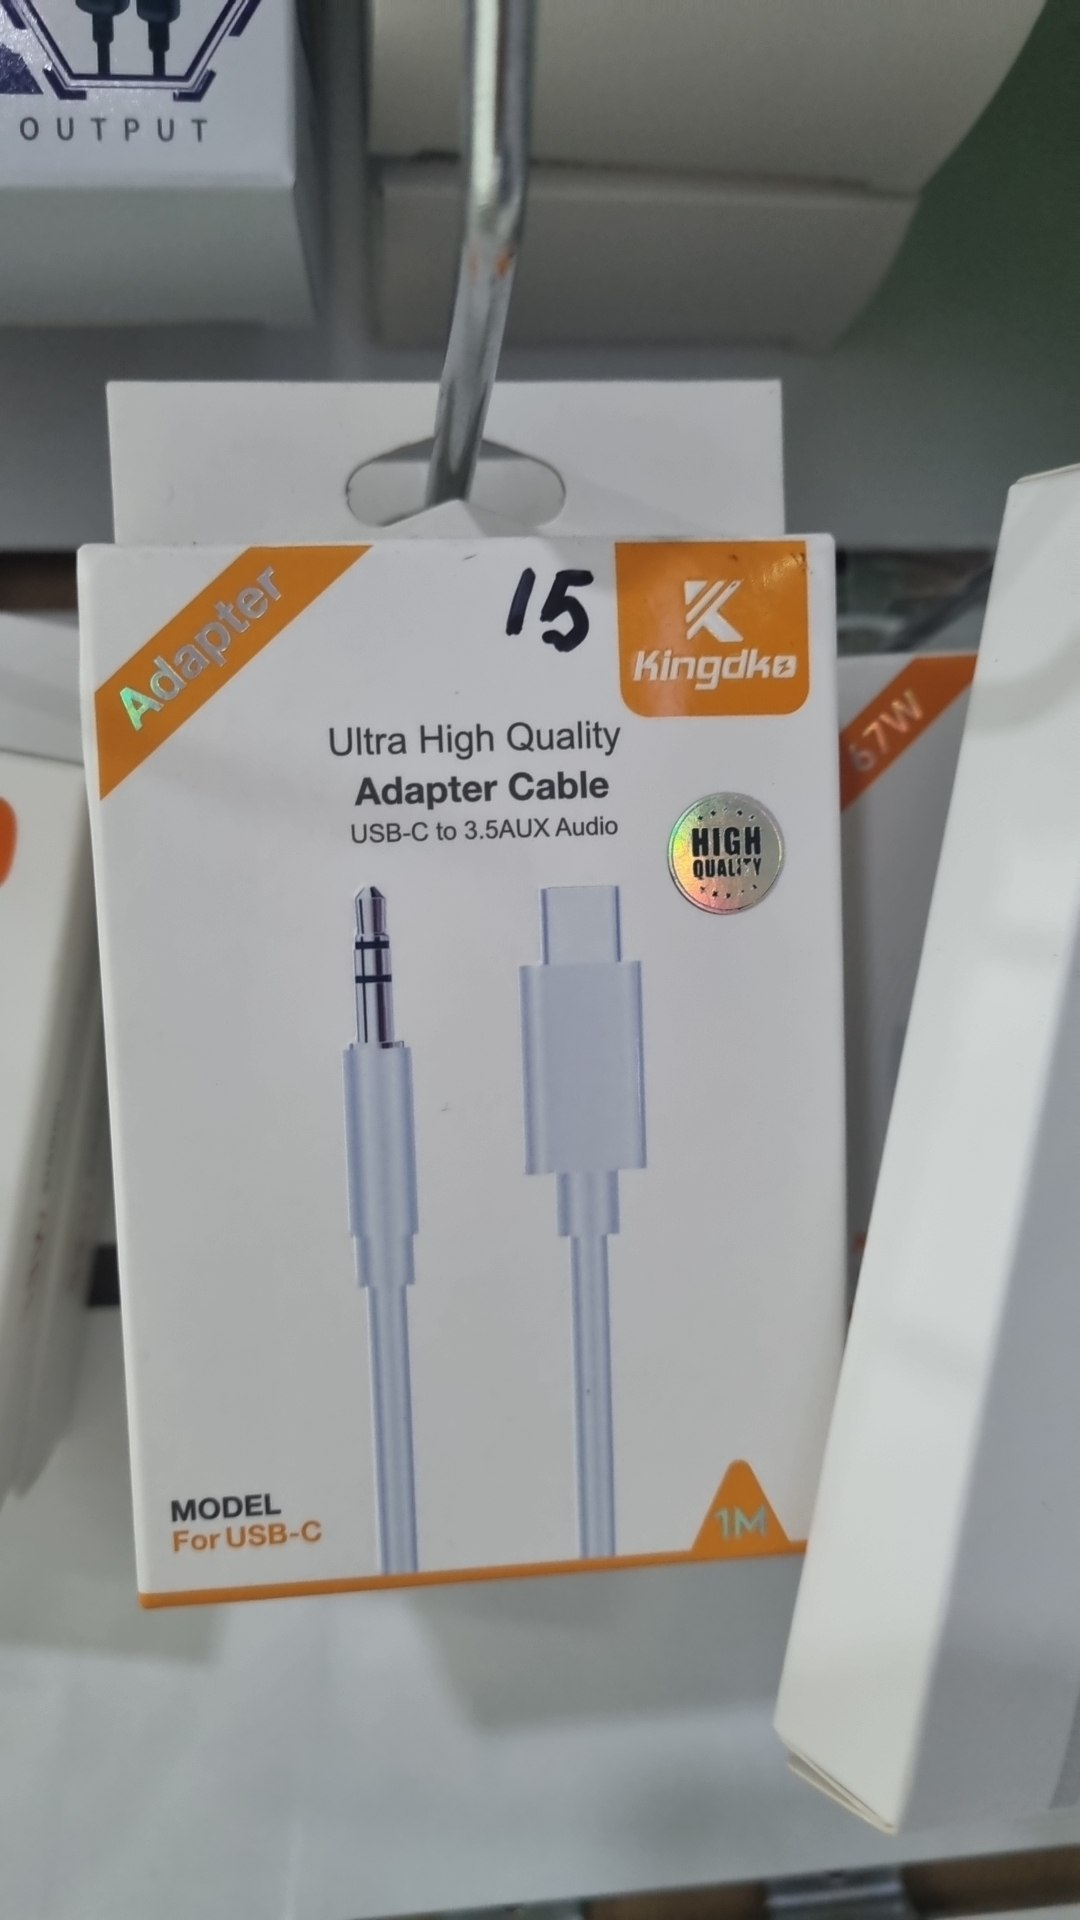 OUTPUT
Adapter
15
Kingdko
Ultra High Quality
Adapter Cable
USB-C to 3.5AUX Audio
HIGH
QUALITY
67W
MODEL
For USB-C
1M